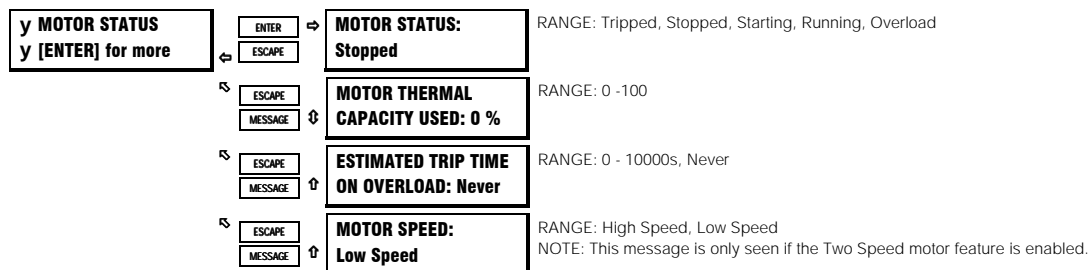 y MOTOR STATUS
y [ENTER] for more
ENTER
ESCAPE
MOTOR STATUS:
Stopped
RANGE: Tripped, Stopped, Starting, Running, Overload
ESCAPE
MESSAGE
MOTOR THERMAL
CAPACITY USED: 0 %
RANGE: 0 -100
ESCAPE
MESSAGE
ESTIMATED TRIP TIME
ON OVERLOAD: Never
RANGE: 0 - 10000s, Never
ESCAPE
MESSAGE
MOTOR SPEED:
Low Speed
RANGE: High Speed, Low Speed
NOTE: This message is only seen if the Two Speed motor feature is enabled.